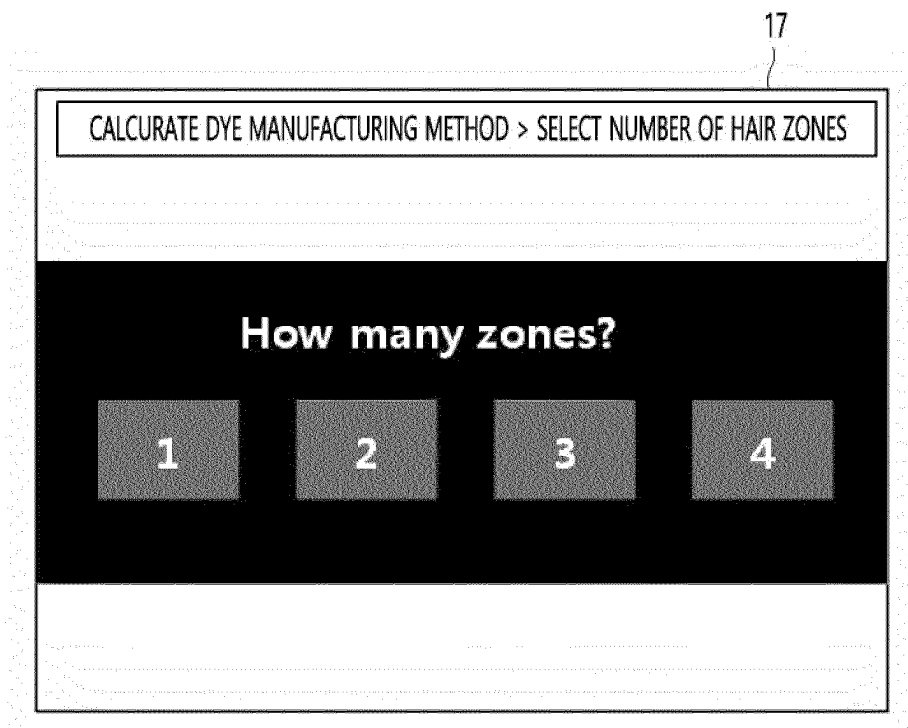 17
CALCURATE DYE MANUFACTURING METHOD > SELECT NUMBER OF HAIR ZONES
How many zones?
1 2 3 4